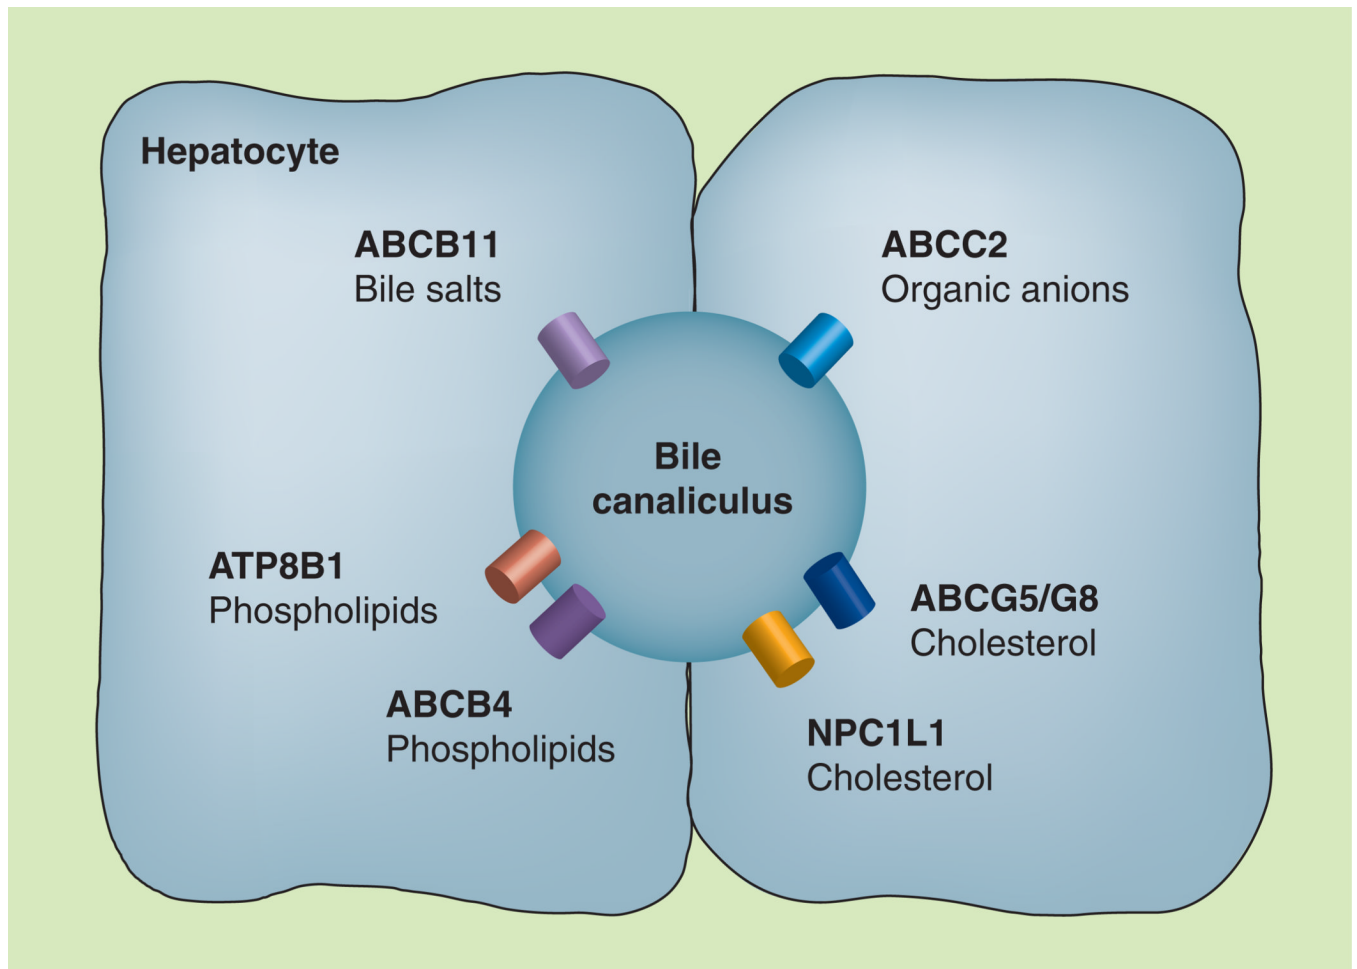 Hepatocyte
ABCB11
Bile salts
ABCC2
Organic anions
Bile
canaliculus
ATP8B1
Phospholipids
ABCG5/G8
Cholesterol
ABCB4
Phospholipids
NPC1L1
Cholesterol